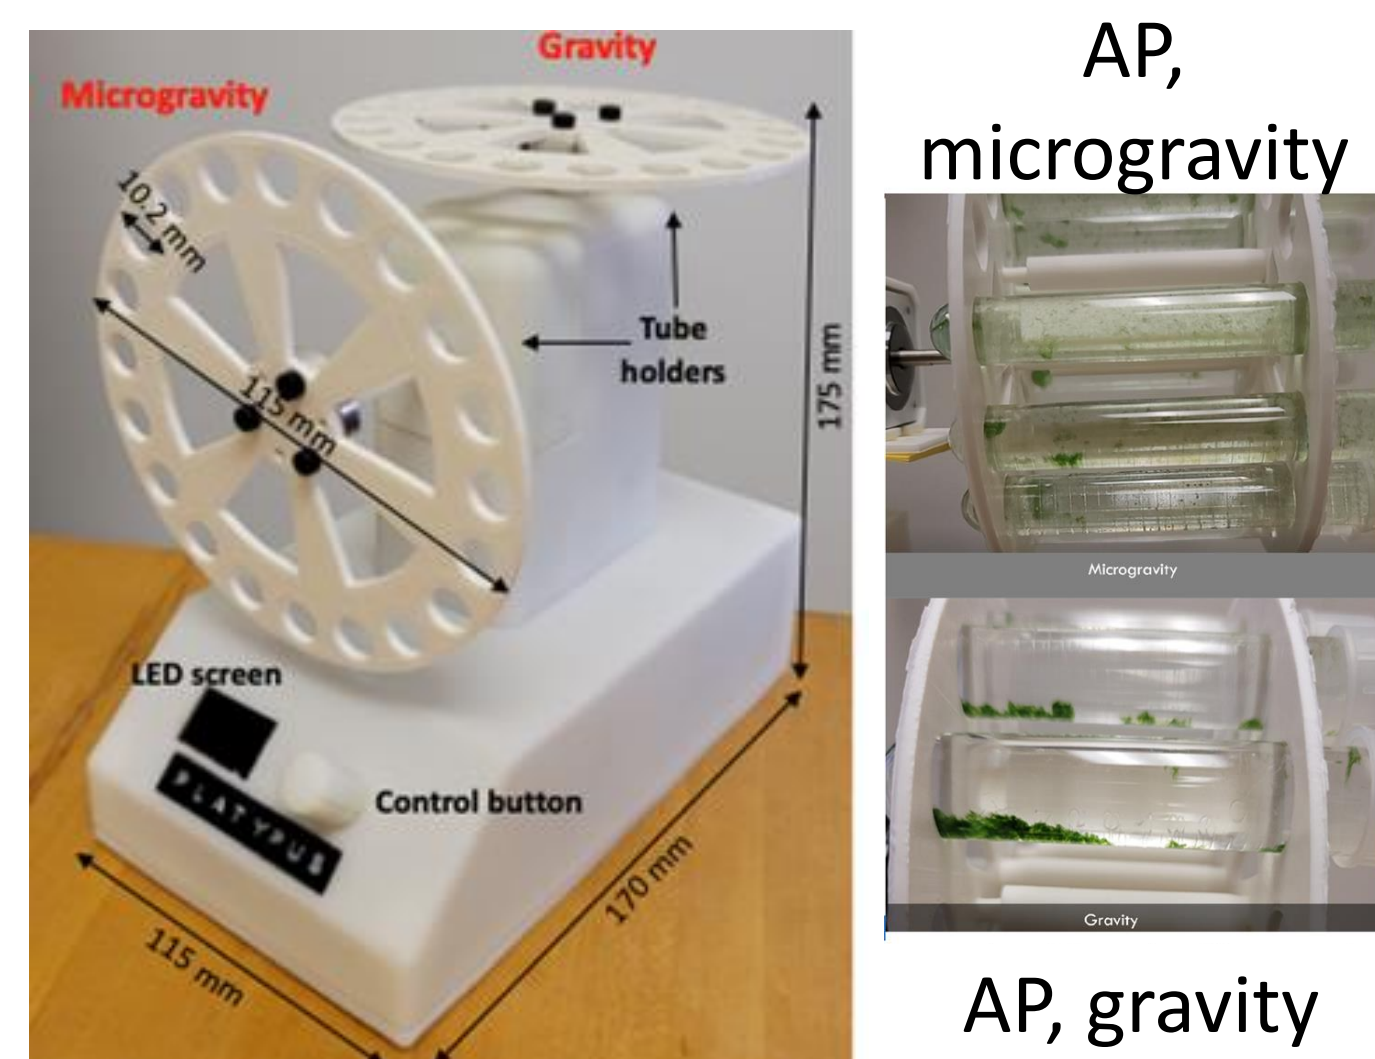 Gravity
Microgravity
10.2 mm
115 mm
Tube
holders
175 mm
LED screen
PLATYPUS
Control button
170 mm
115 mm
AP,
microgravity
Microgravity
Gravity
AP, gravity